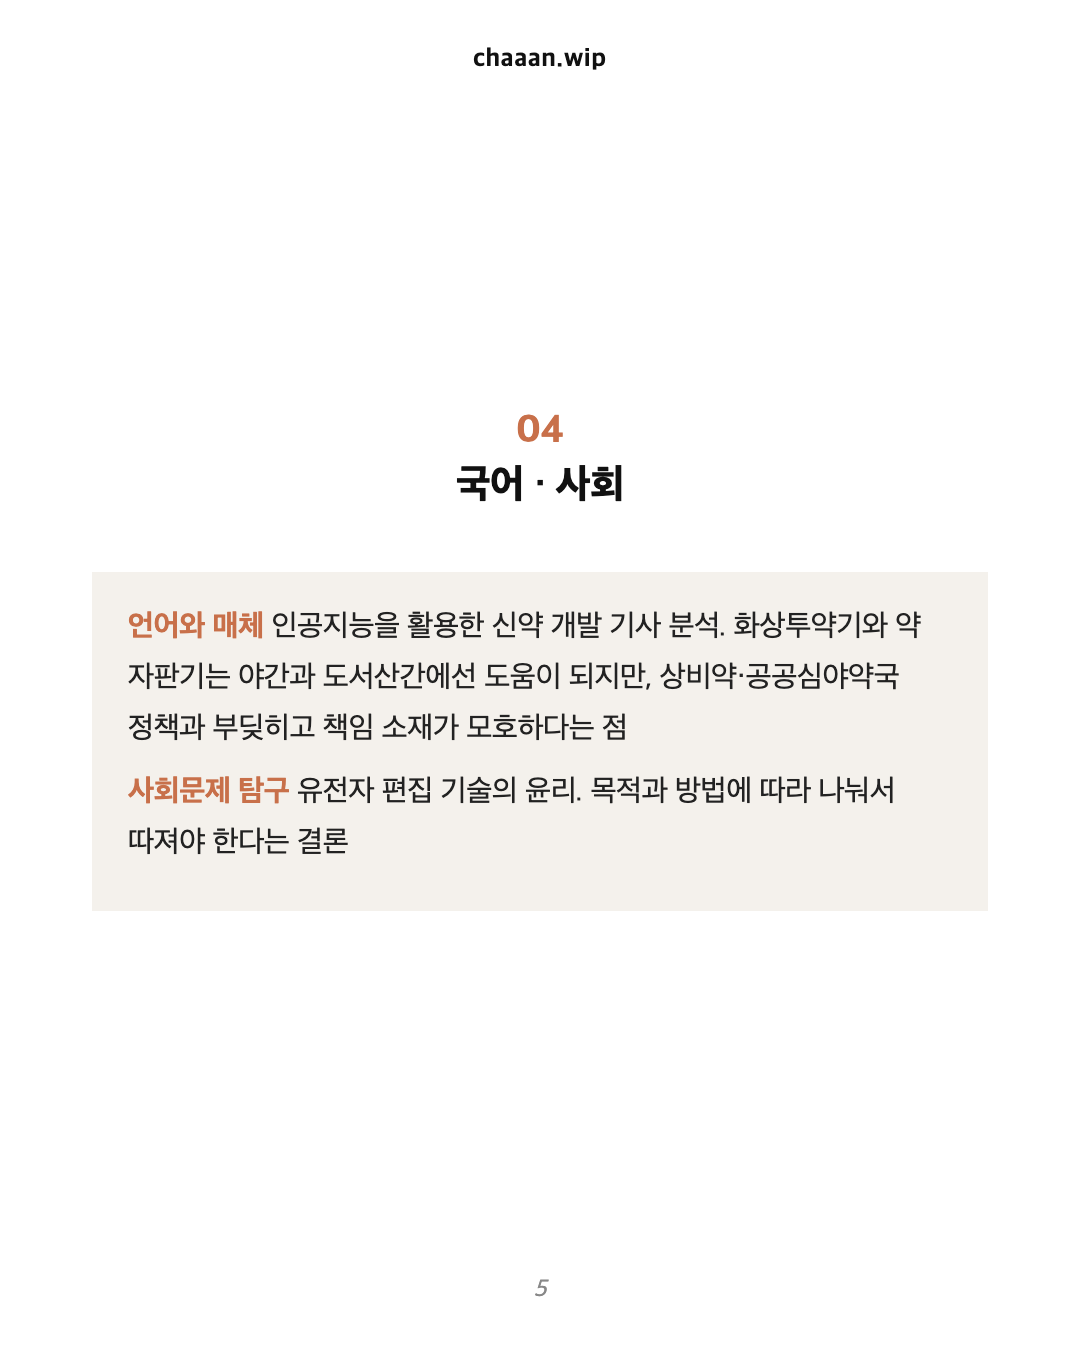 chaaan.wip
04
국어 · 사회
언어와 매체 인공지능을 활용한 신약 개발 기사 분석. 화상투약기와 약
자판기는 야간과 도서산간에선 도움이 되지만, 상비약·공공심야약국
정책과 부딪히고 책임 소재가 모호하다는 점
사회문제 탐구 유전자 편집 기술의 윤리. 목적과 방법에 따라 나눠서
따져야 한다는 결론
5